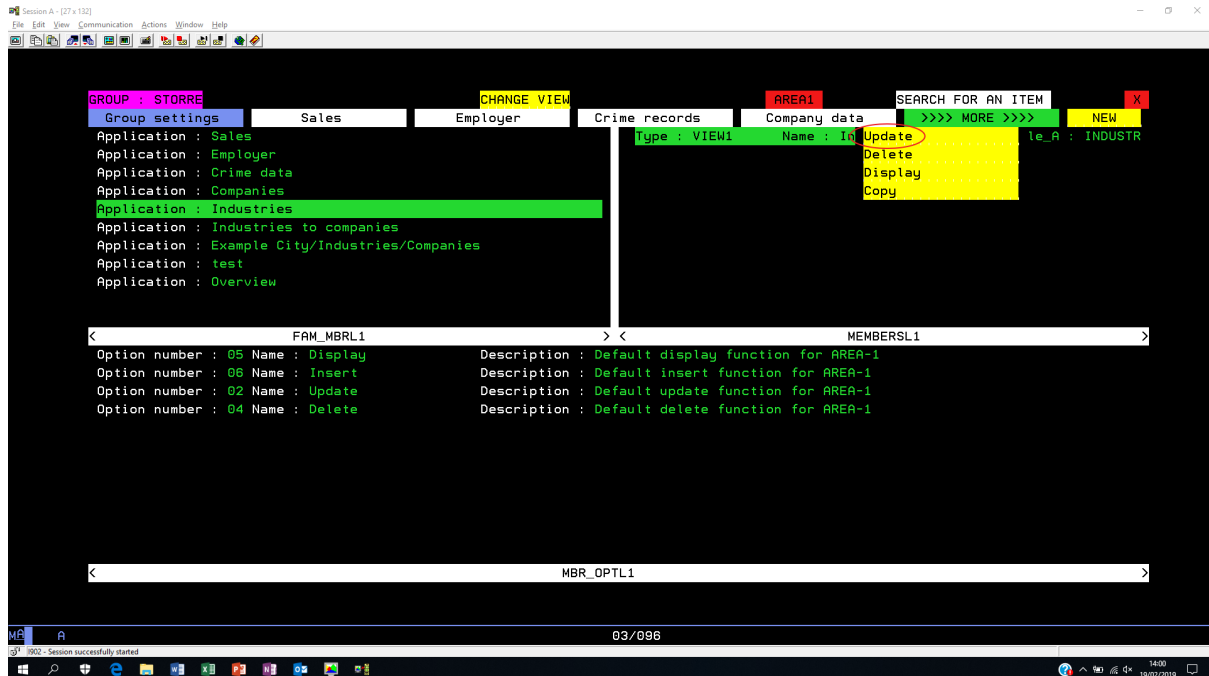 Session A - [27 x 132]
File Edit View Communication Actions Window Help
GROUP : STORRE CHANGE VIEW AREA1 SEARCH FOR AN ITEM X
Group settings Sales Employer Crime records Company data >>>> MORE >>>> NEW
Application : Sales Type : VIEW1 Name : In Update le_A : INDUSTR
Application : Employer Delete
Application : Crime data Display
Application : Companies Copy
Application : Industries
Application : Industries to companies
Application : Example City/Industries/Companies
Application : test
Application : Overview
< FAM_MBRL1 > < MEMBERSL1 >
Option number : 05 Name : Display Description : Default display function for AREA-1
Option number : 06 Name : Insert Description : Default insert function for AREA-1
Option number : 02 Name : Update Description : Default update function for AREA-1
Option number : 04 Name : Delete Description : Default delete function for AREA-1
< MBR_OPTL1 >
MA A 03/096
I902 - Session successfully started
14:00
19/02/2019